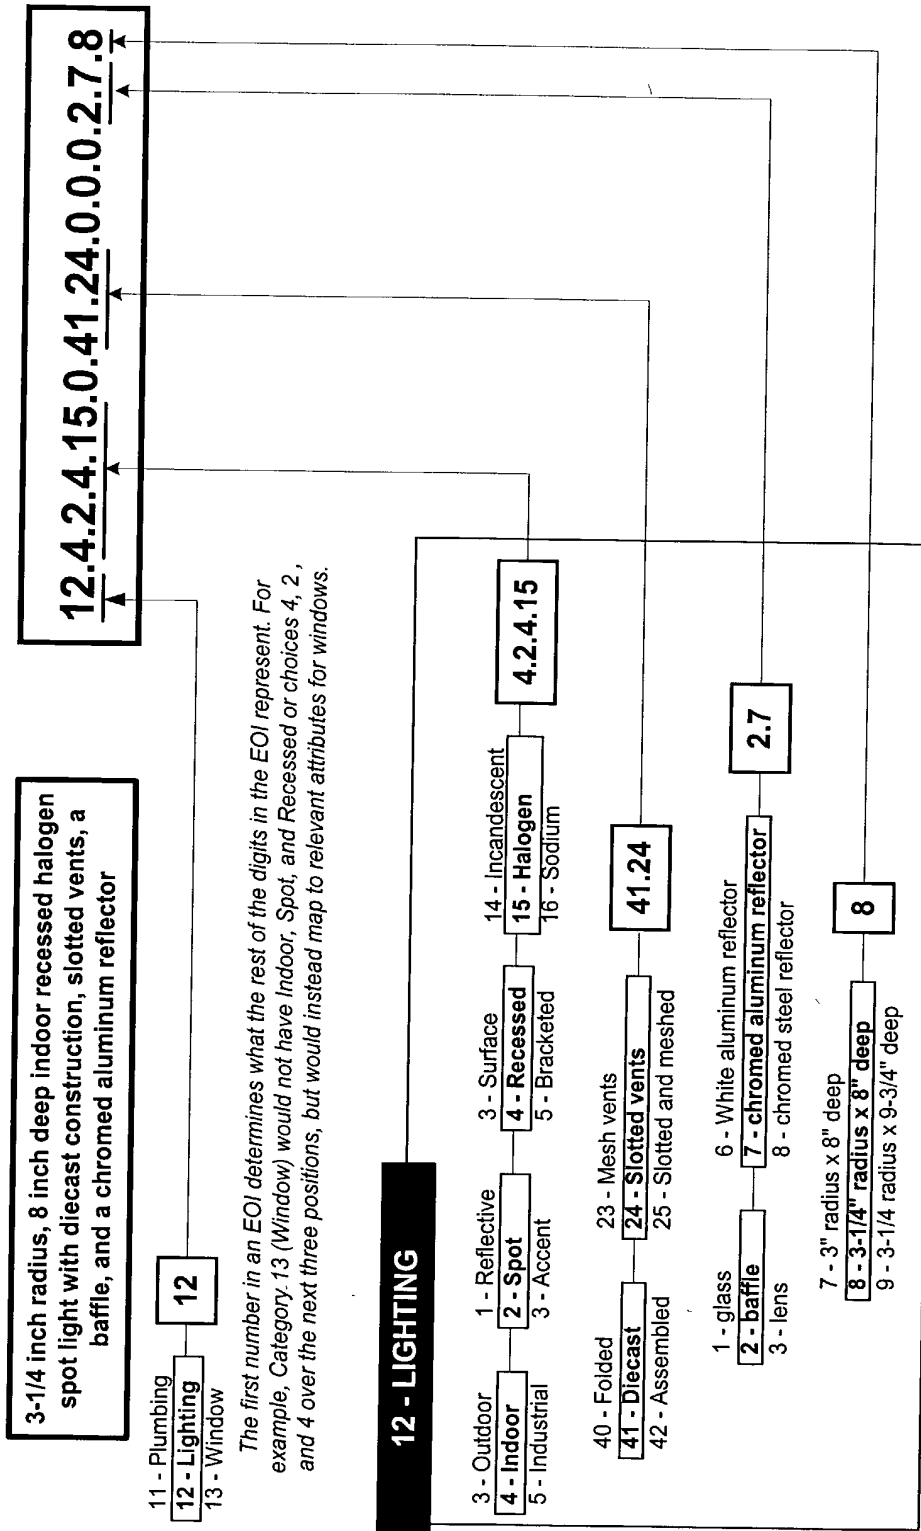 3-1/4 inch radius, 8 inch deep indoor recessed halogen
spot light with diecast construction, slotted vents, a
baffle, and a chromed aluminum reflector
12.4.2.4.15.0.41.24.0.0.0.2.7.8
11 - Plumbing
12 - Lighting
13 - Window
12
The first number in an EOI determines what the rest of the digits in the EOI represent. For
example, Category 13 (Window) would not have Indoor, Spot, and Recessed or choices 4, 2 ,
and 4 over the next three positions, but would instead map to relevant attributes for windows.
12 - LIGHTING
3 - Outdoor
4 - Indoor
5 - Industrial
1 - Reflective
2 - Spot
3 - Accent
3 - Surface
4 - Recessed
5 - Bracketed
14 - Incandescent
15 - Halogen
16 - Sodium
4.2.4.15
40 - Folded
41 - Diecast
42 - Assembled
23 - Mesh vents
24 - Slotted vents
25 - Slotted and meshed
41.24
1 - glass
2 - baffle
3 - lens
6 - White aluminum reflector
7 - chromed aluminum reflector
8 - chromed steel reflector
2.7
7 - 3" radius x 8" deep
8 - 3-1/4" radius x 8" deep
9 - 3-1/4 radius x 9-3/4" deep
8